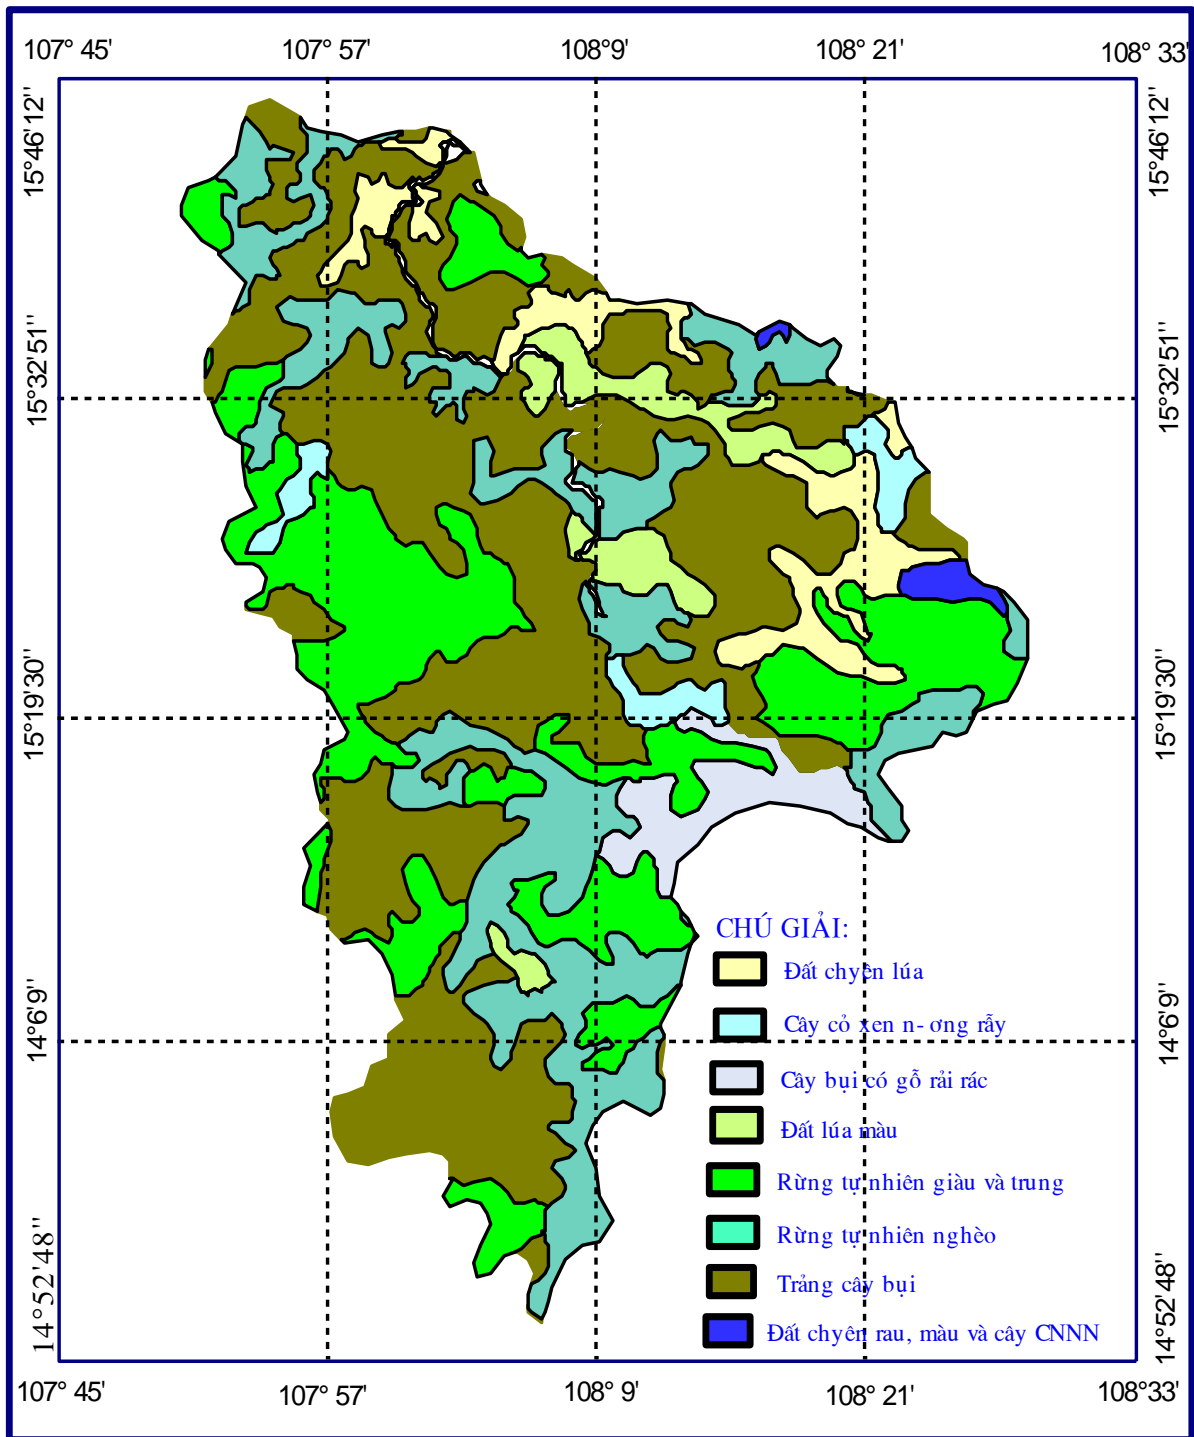 107° 45' 107° 57' 108° 9' 108° 21' 108° 33'
15°46'12'' 15°46'12''
15°32'51'' 15°32'51''
15°19'30'' 15°19'30''
CHÚ GIẢI:
Đất chyên lúa
Cây cỏ xen n- ơng rẫy
14°6'9'' 14°6'9''
Cây bụi có gỗ rải rác
Đất lúa màu
Rừng tự nhiên giàu và trung
Rừng tự nhiên nghèo
14°52'48'' 14°52'48''
Trảng cây bụi
Đất chyên rau, màu và cây CNNN
107° 45' 107° 57' 108° 9' 108° 21' 108°33'